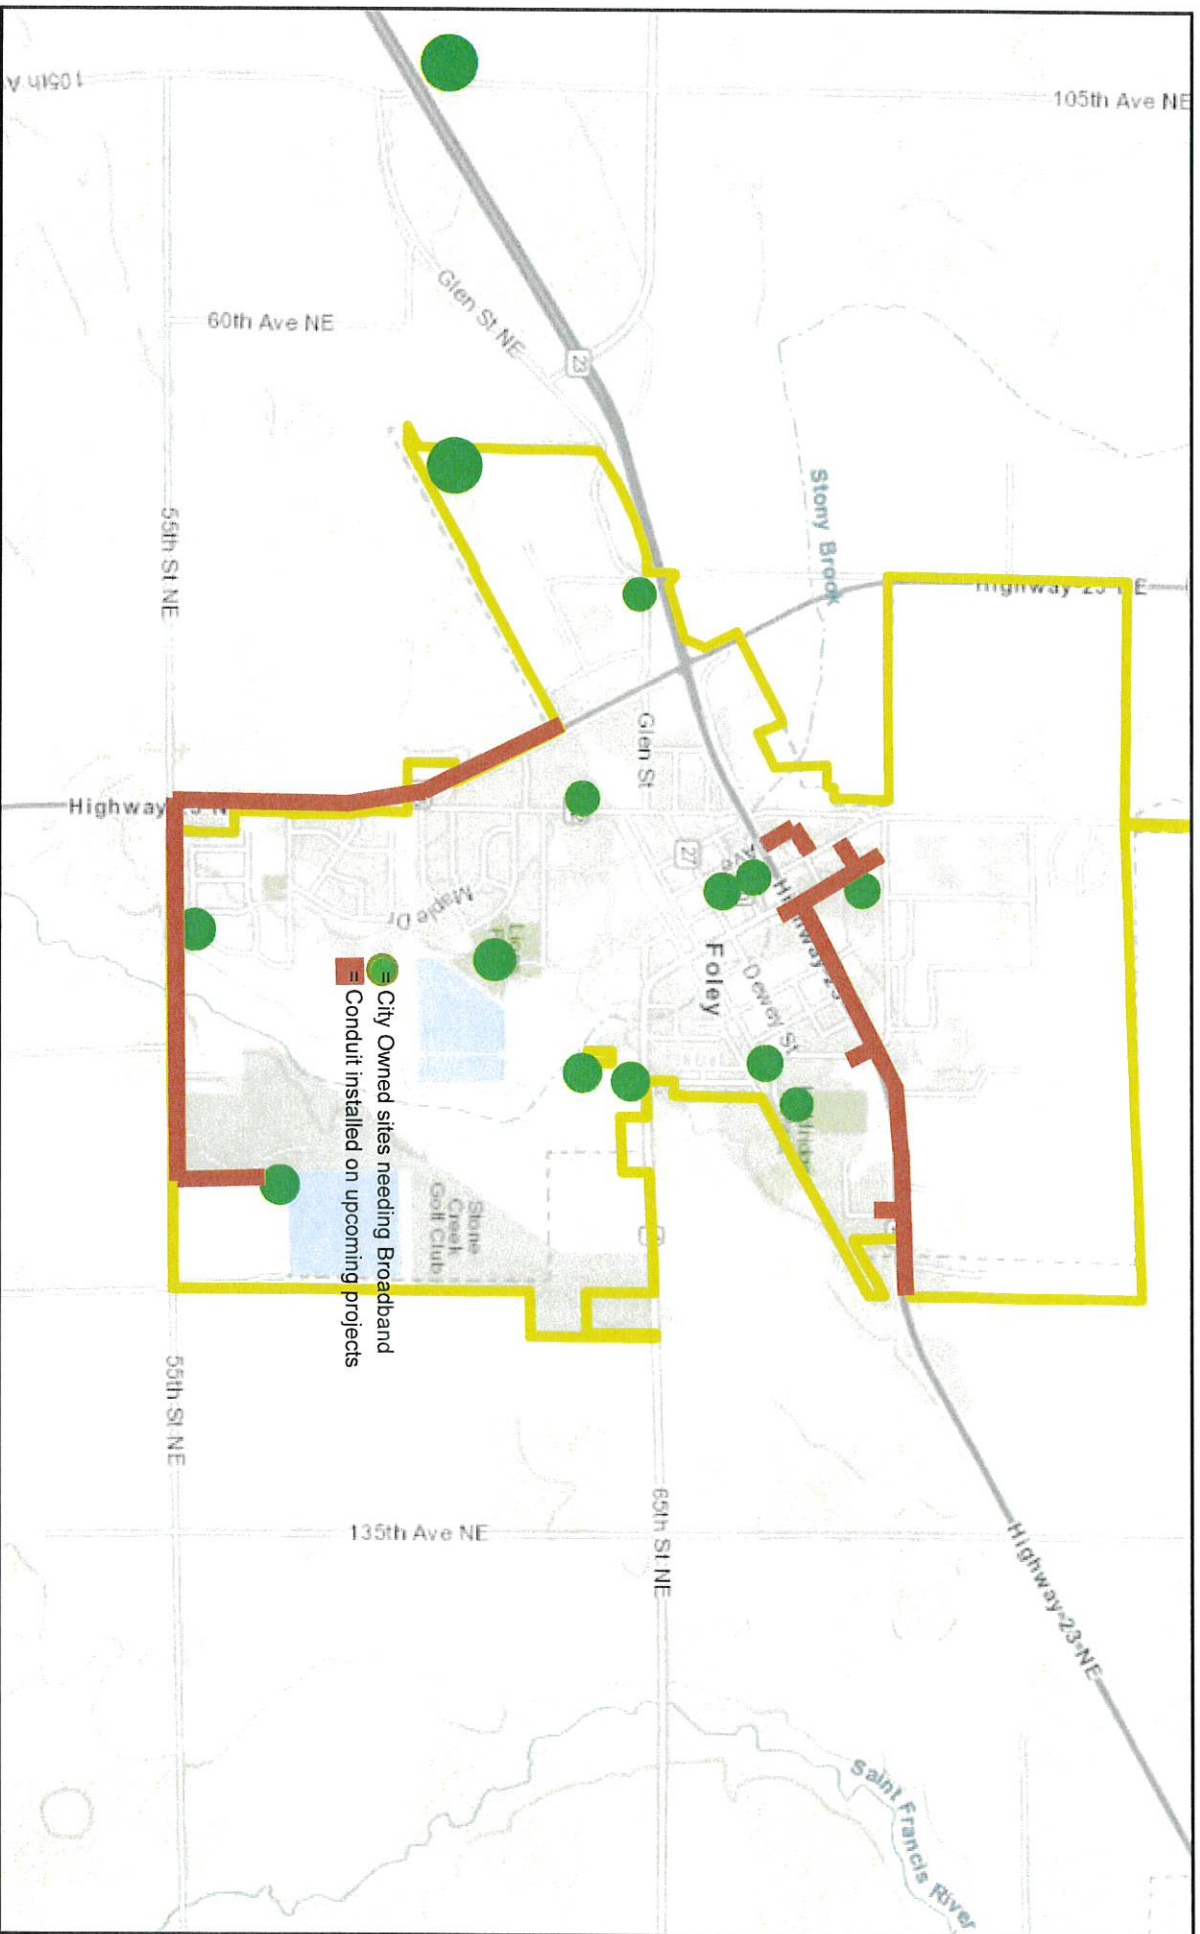 105th Ave NE
Glen St NE
60th Ave NE
23
Stony Brook
55th St NE
Glen St
27
Foley
Dewey St
Maple Dr
= City Owned sites needing Broadband
= Conduit installed on upcoming projects
Stone
Creek
Golf Club
55th St NE
65th St NE
135th Ave NE
Highway 23 NE
Saint Francis River